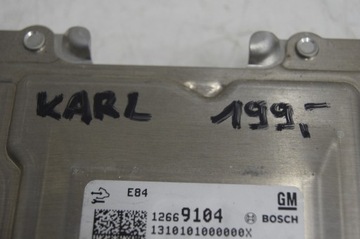 KARL 199,-
E84 GM
12669104 BOSCH
1310101000000X